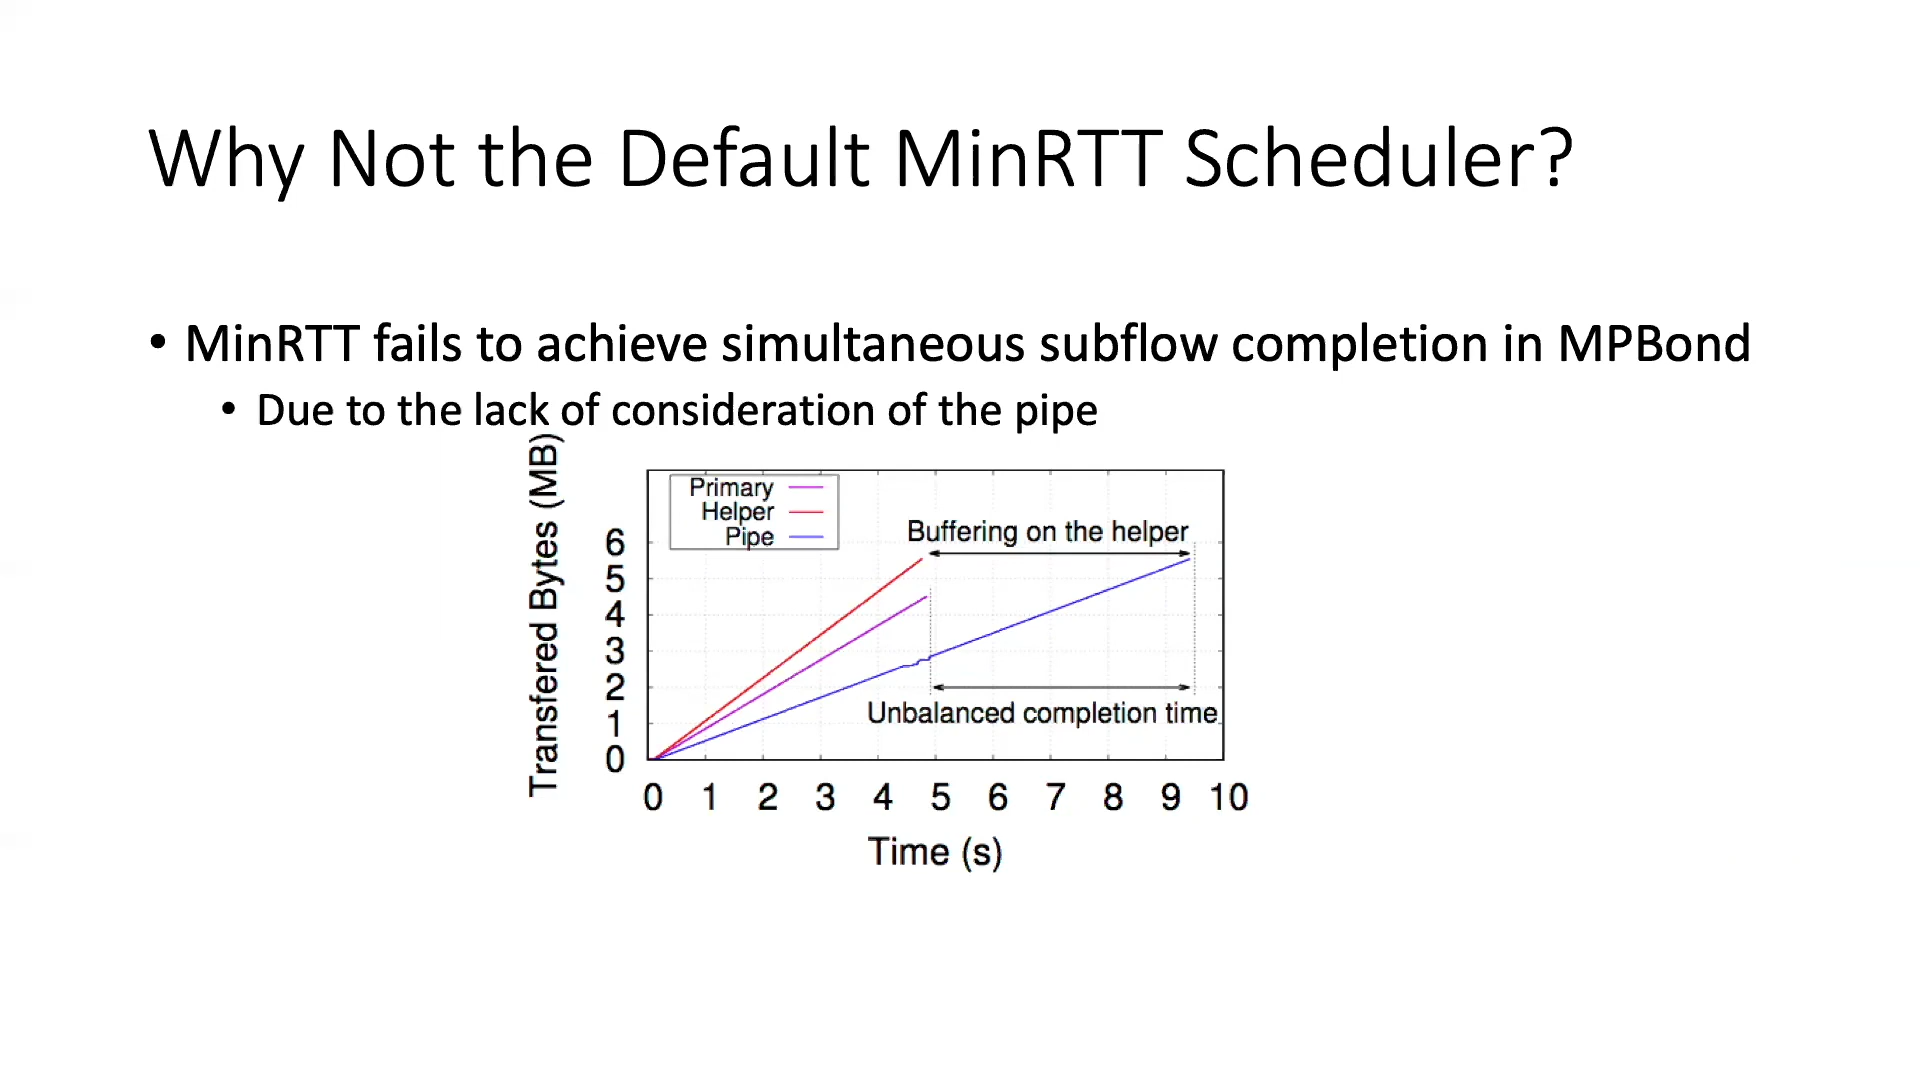 Why Not the Default MinRTT Scheduler?
• MinRTT fails to achieve simultaneous subflow completion in MPBond
• Due to the lack of consideration of the pipe
Transfered Bytes (MB)
Primary
Helper
Pipe
Buffering on the helper
Unbalanced completion time
6
5
4
3
2
1
0
0 1 2 3 4 5 6 7 8 9 10
Time (s)